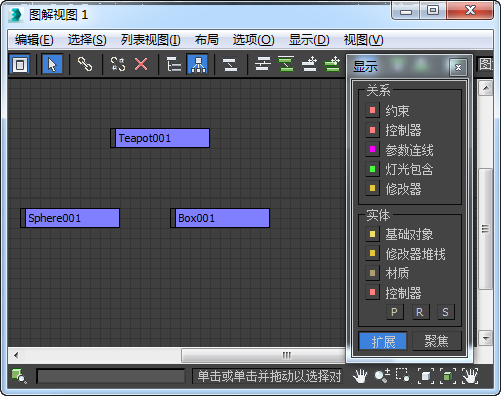 图解视图 1
编辑(E) 选择(S) 列表视图(I) 布局 选项(O) 显示(D) 视图(V)
显示
关系
约束
控制器
参数连线
灯光包含
修改器
实体
基础对象
修改器堆栈
材质
控制器
P R S
扩展 聚焦
Teapot001
Sphere001 Box001
单击或单击并拖动以选择对